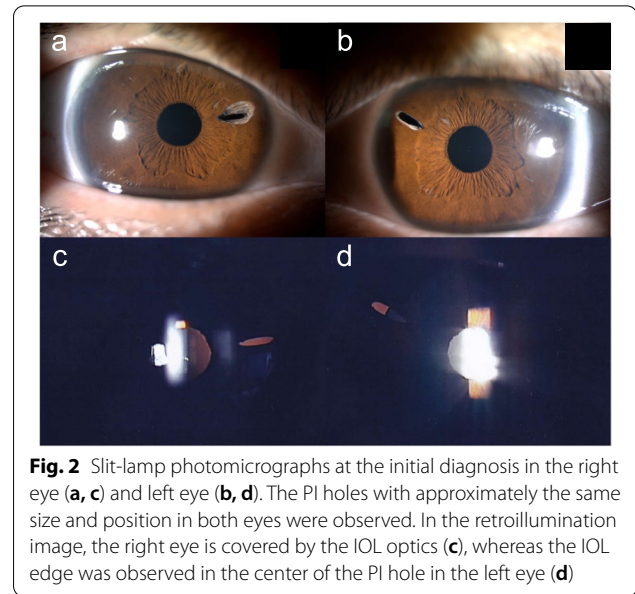 a
b
c
d
Fig. 2 Slit-lamp photomicrographs at the initial diagnosis in the right
eye (a, c) and left eye (b, d). The PI holes with approximately the same
size and position in both eyes were observed. In the retroillumination
image, the right eye is covered by the IOL optics (c), whereas the IOL
edge was observed in the center of the PI hole in the left eye (d)